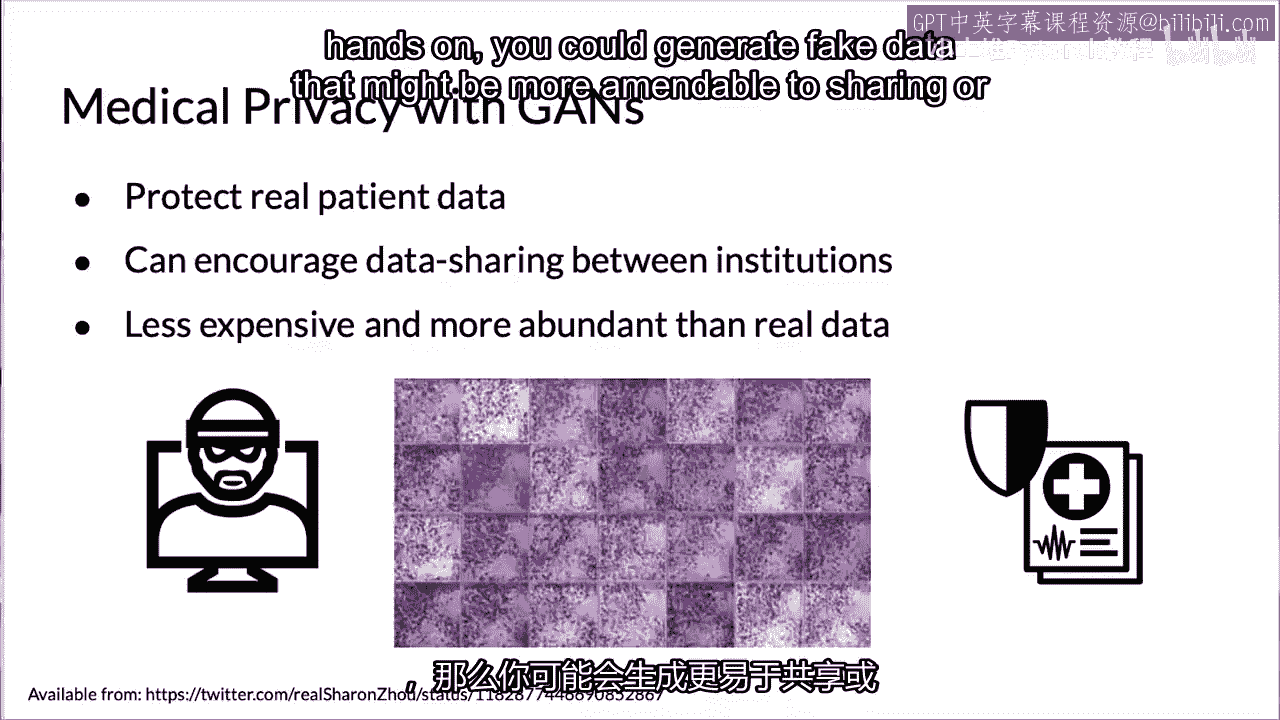 GPT中英字幕课程资源@bilibili.com
hands on, you could generate fake data
that might be more amendable to sharing or
Medical Privacy with GANs
● Protect real patient data
● Can encourage data-sharing between institutions
● Less expensive and more abundant than real data
,那么你可能会生成更易于共享或
Available from: https://twitter.com/realSharonZhou/status/1182877446690852867